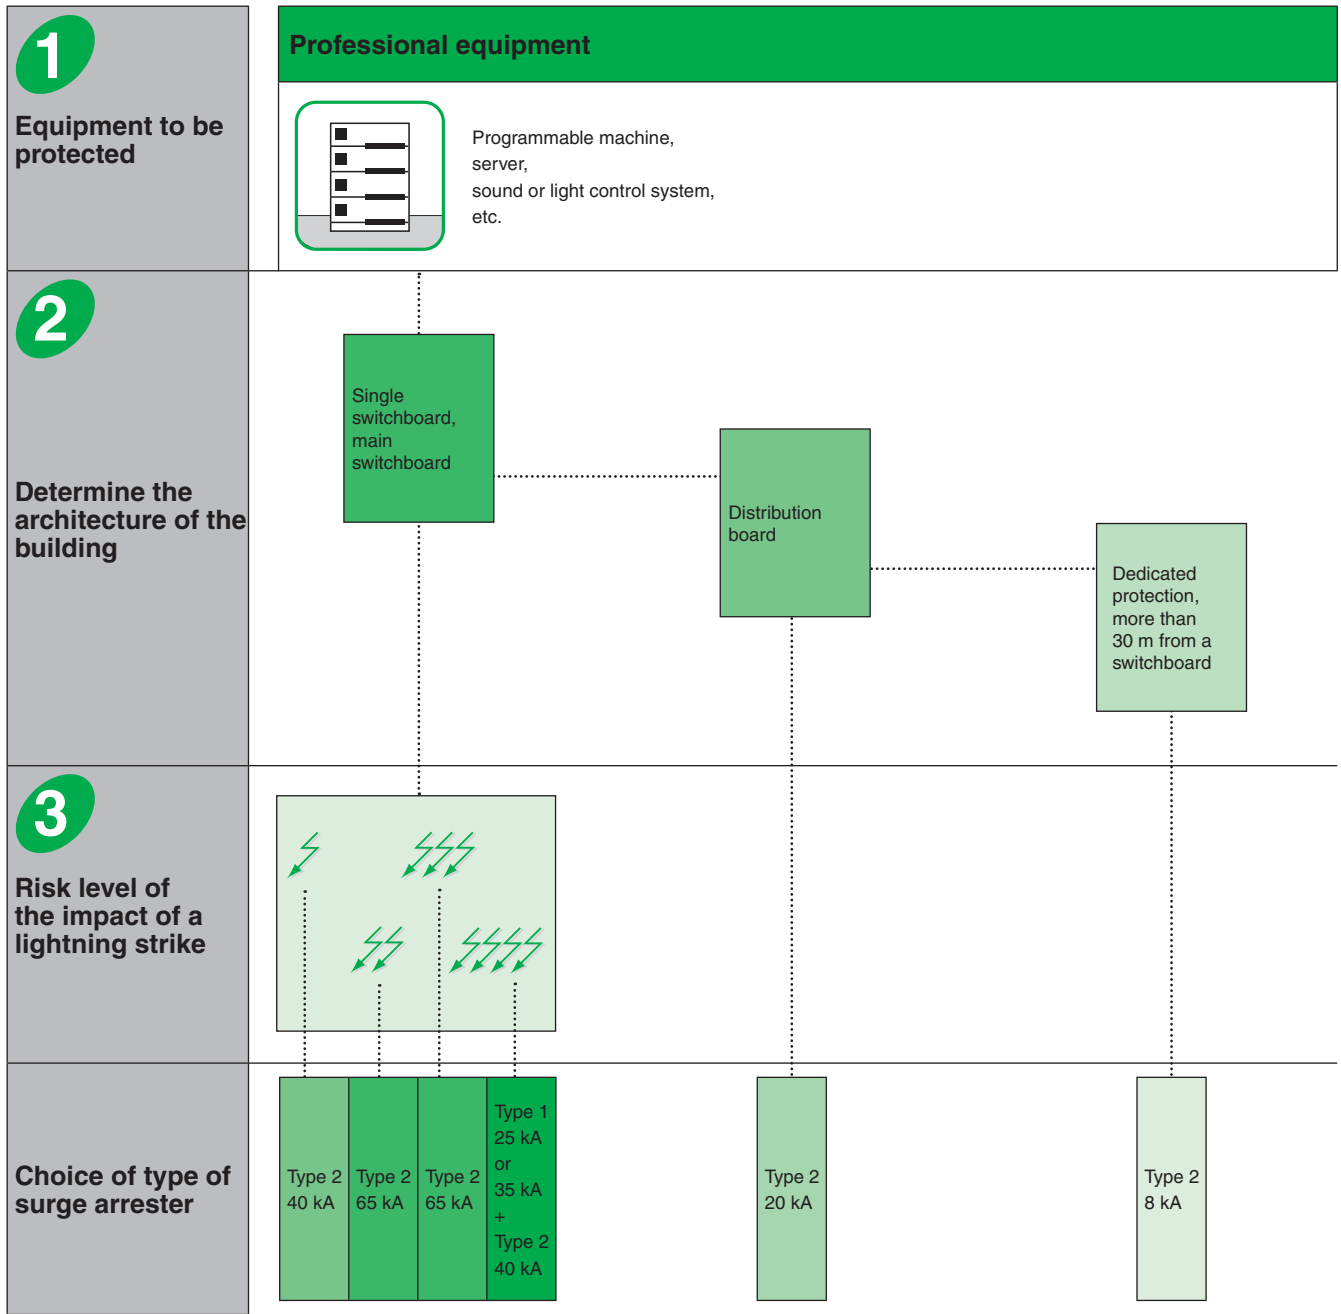 1
Equipment to be
protected
Professional equipment
Programmable machine,
server,
sound or light control system,
etc.
2
Determine the
architecture of the
building
Single
switchboard,
main
switchboard
Distribution
board
Dedicated
protection,
more than
30 m from a
switchboard
3
Risk level of
the impact of a
lightning strike
Choice of type of
surge arrester
Type 2
40 kA
Type 2
65 kA
Type 2
65 kA
Type 1
25 kA
or
35 kA
+
Type 2
40 kA
Type 2
20 kA
Type 2
8 kA